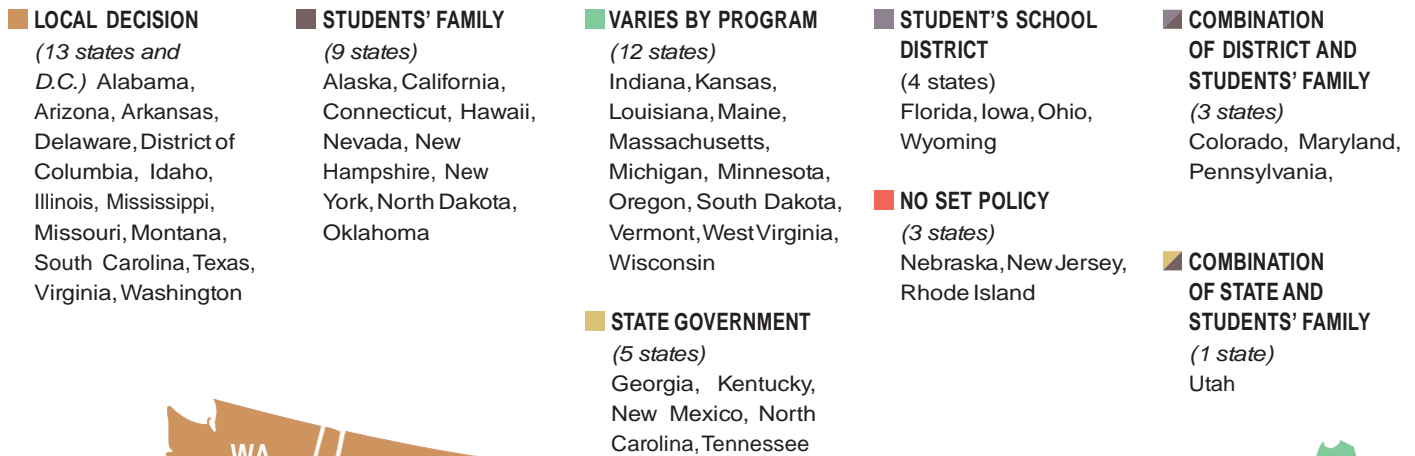 LOCAL DECISION
(13 states and
D.C.) Alabama,
Arizona, Arkansas,
Delaware, District of
Columbia, Idaho,
Illinois, Mississippi,
Missouri, Montana,
South Carolina, Texas,
Virginia, Washington
STUDENTS' FAMILY
(9 states)
Alaska, California,
Connecticut, Hawaii,
Nevada, New
Hampshire, New
York, North Dakota,
Oklahoma
VARIES BY PROGRAM
(12 states)
Indiana, Kansas,
Louisiana, Maine,
Massachusetts,
Michigan, Minnesota,
Oregon, South Dakota,
Vermont, West Virginia,
Wisconsin
STATE GOVERNMENT
(5 states)
Georgia, Kentucky,
New Mexico, North
Carolina, Tennessee
STUDENT'S SCHOOL
DISTRICT
(4 states)
Florida, Iowa, Ohio,
Wyoming
NO SET POLICY
(3 states)
Nebraska, New Jersey,
Rhode Island
COMBINATION
OF DISTRICT AND
STUDENTS' FAMILY
(3 states)
Colorado, Maryland,
Pennsylvania,
COMBINATION
OF STATE AND
STUDENTS' FAMILY
(1 state)
Utah
WA